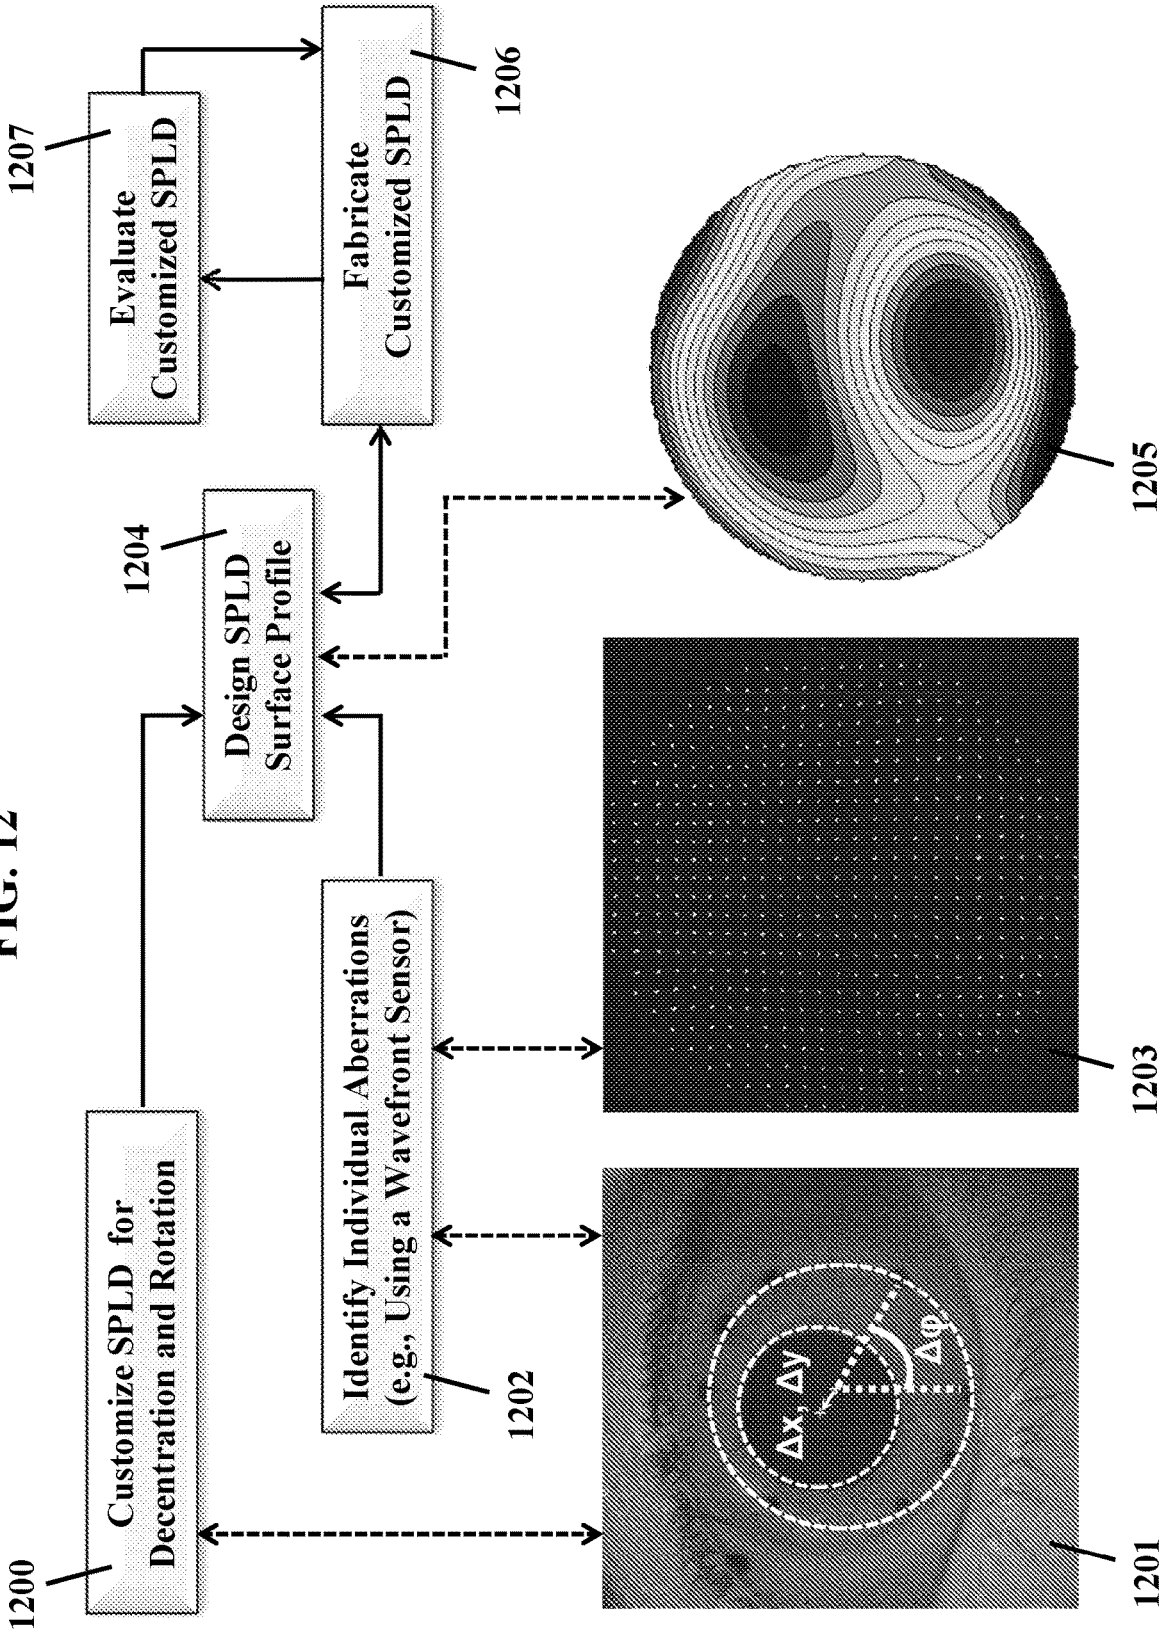 FIG. 12
1200
Customize SPLD for
Decentration and Rotation
1202
Identify Individual Aberrations
(e.g., Using a Wavefront Sensor)
1204
Design SPLD
Surface Profile
1207
Evaluate
Customized SPLD
Fabricate
Customized SPLD
1206
Δx, Δy
Δφ
1201
1203
1205